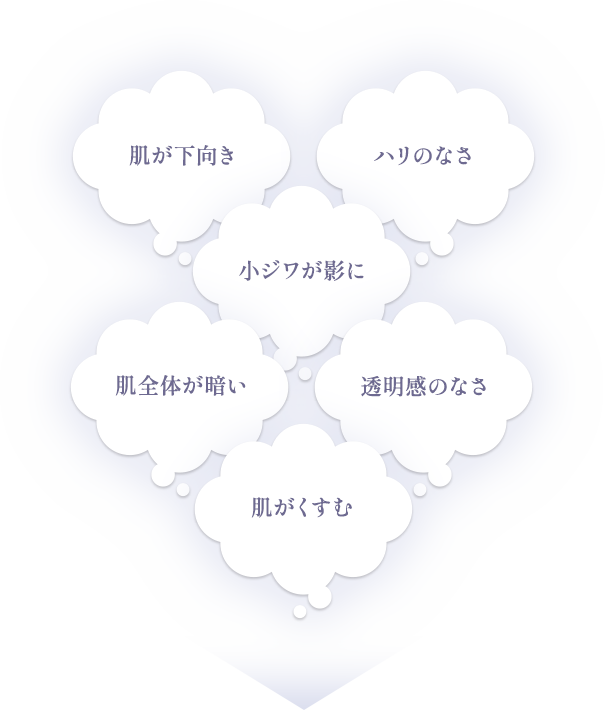 肌が下向き
ハリのなさ
小ジワが影に
肌全体が暗い
透明感のなさ
肌がくすむ